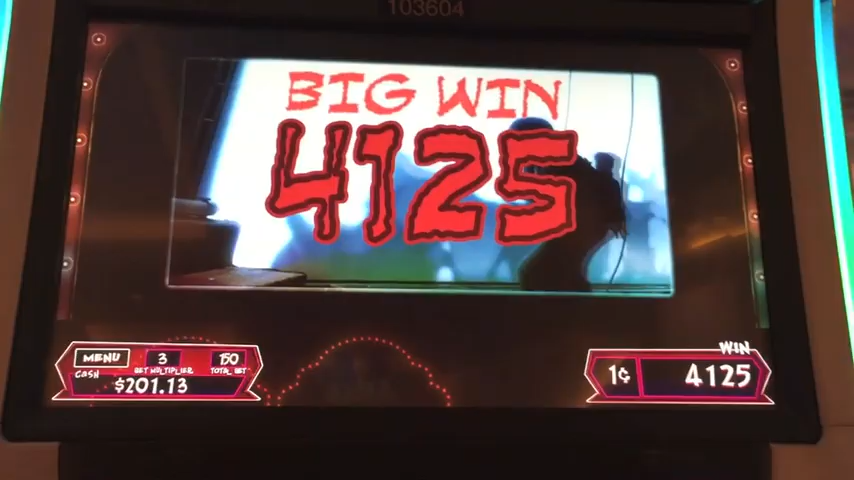 103604
BIG WIN
4125
MENU
3
150
CASH
BET MULTIPLIER
TOTAL BET
$201.13
WIN
1¢
4125